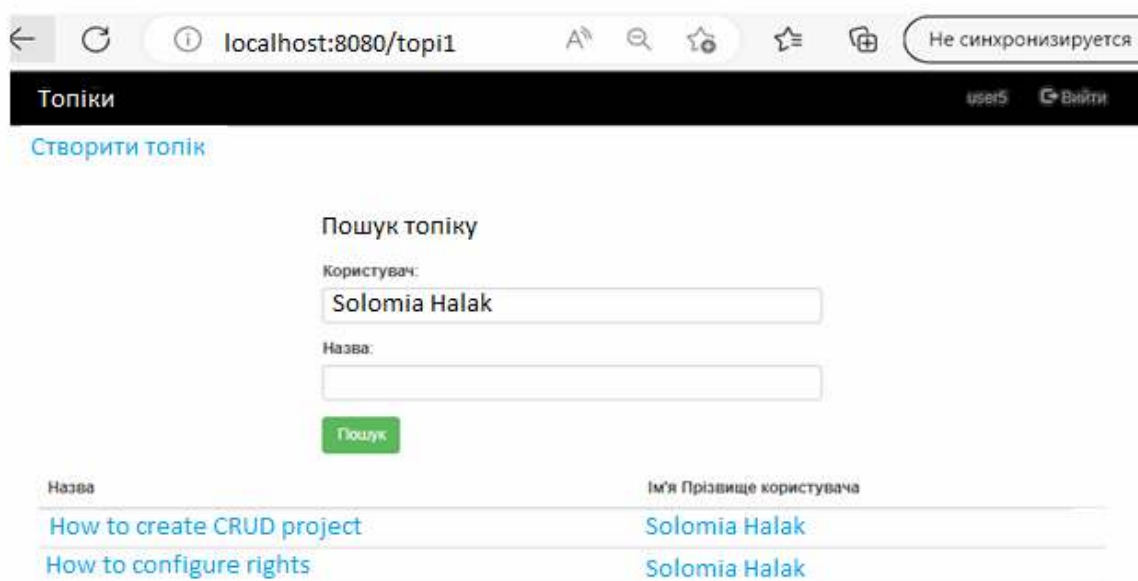 localhost:8080/topi1 Не синхронизируется
Топіки user5 Вийти
Створити топік
Пошук топіку
Користувач:
Solomia Halak
Назва:
Пошук
Назва Ім'я Прізвище користувача
How to create CRUD project Solomia Halak
How to configure rights Solomia Halak